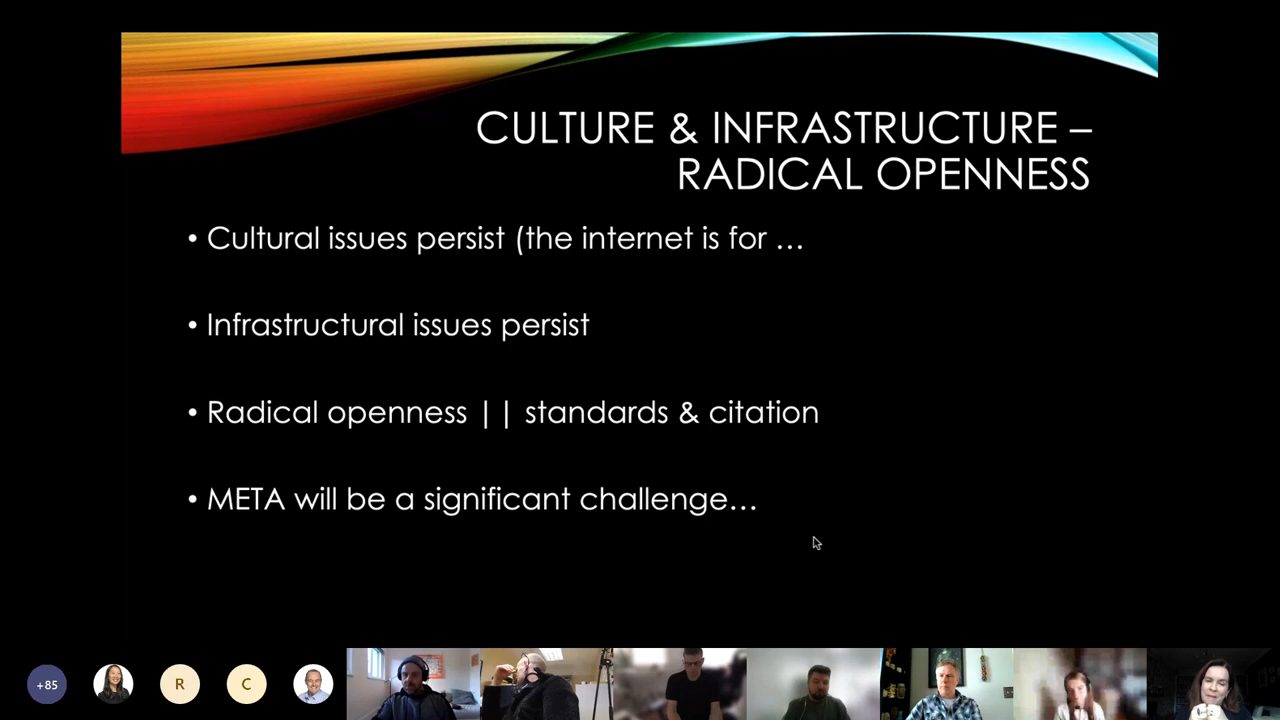 CULTURE & INFRASTRUCTURE –
RADICAL OPENNESS
• Cultural issues persist (the internet is for …
• Infrastructural issues persist
• Radical openness || standards & citation
• META will be a significant challenge…
+85
R
C